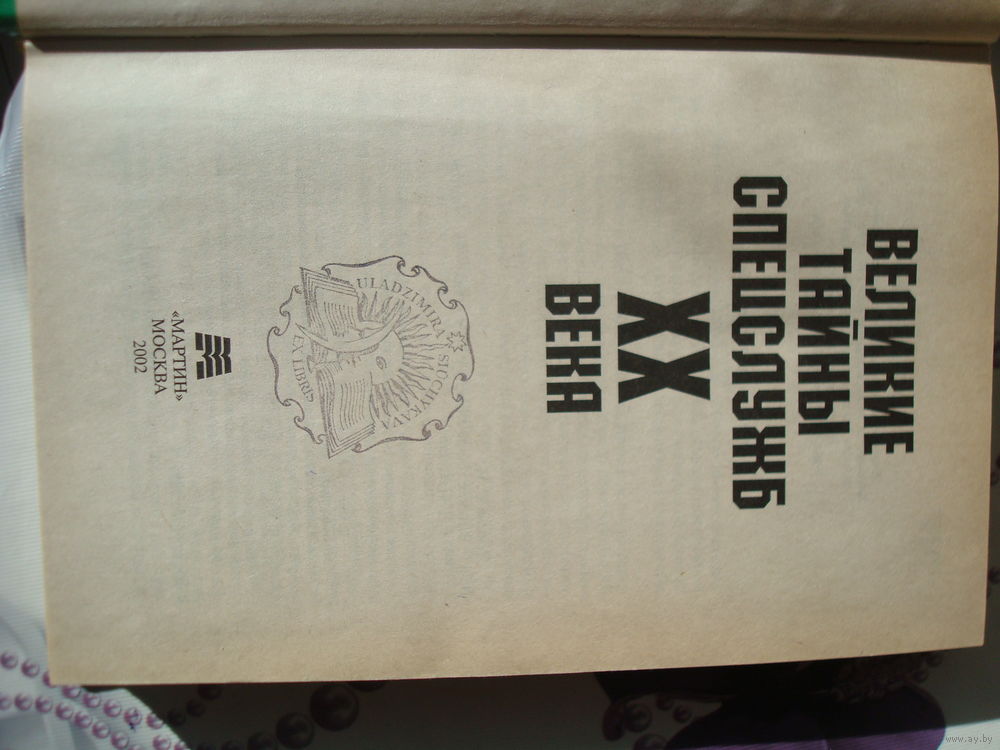 ВЕЛИКИЕ
ТАЙНЫ
СПЕЦСЛУЖБ
XX
ВЕКА
ULADZIMIRA SIUCHYKAVA
EX LIBRIS
«МАРТИН»
МОСКВА
2002
www.ay.by